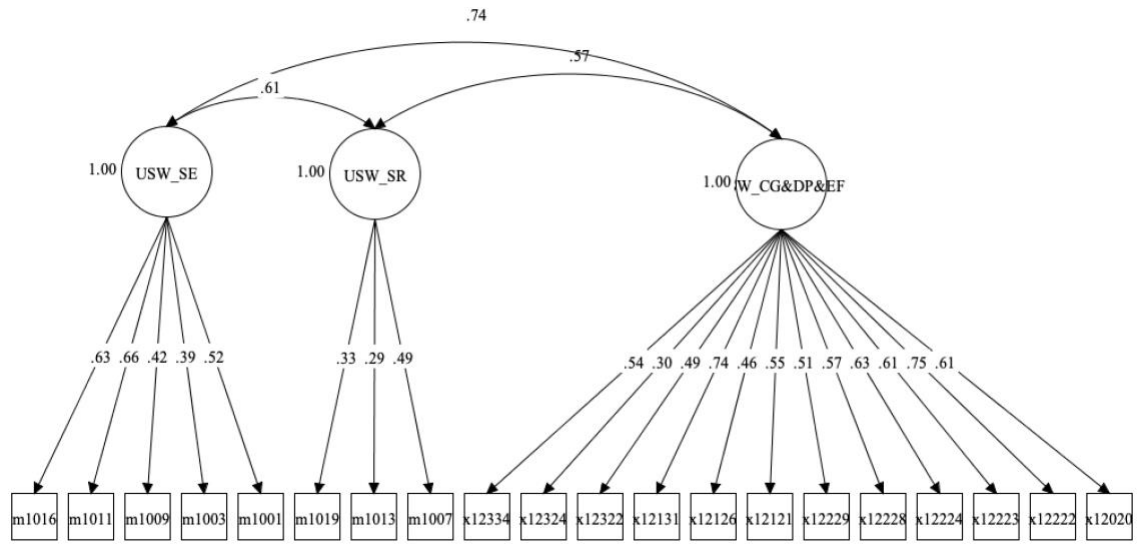 .74
.57
.61
1.00 USW_SE 1.00 USW_SR 1.00 W_CG&DP&EF
.63 .66 .42 .39 .52 .33 .29 .49 .54 .30 .49 .74 .46 .55 .51 .57 .63 .61 .75 .61
m1016 m1011 m1009 m1003 m1001 m1019 m1013 m1007 x12334 x12324 x12322 x12131 x12126 x12121 x12229 x12228 x12224 x12223 x12222 x12020